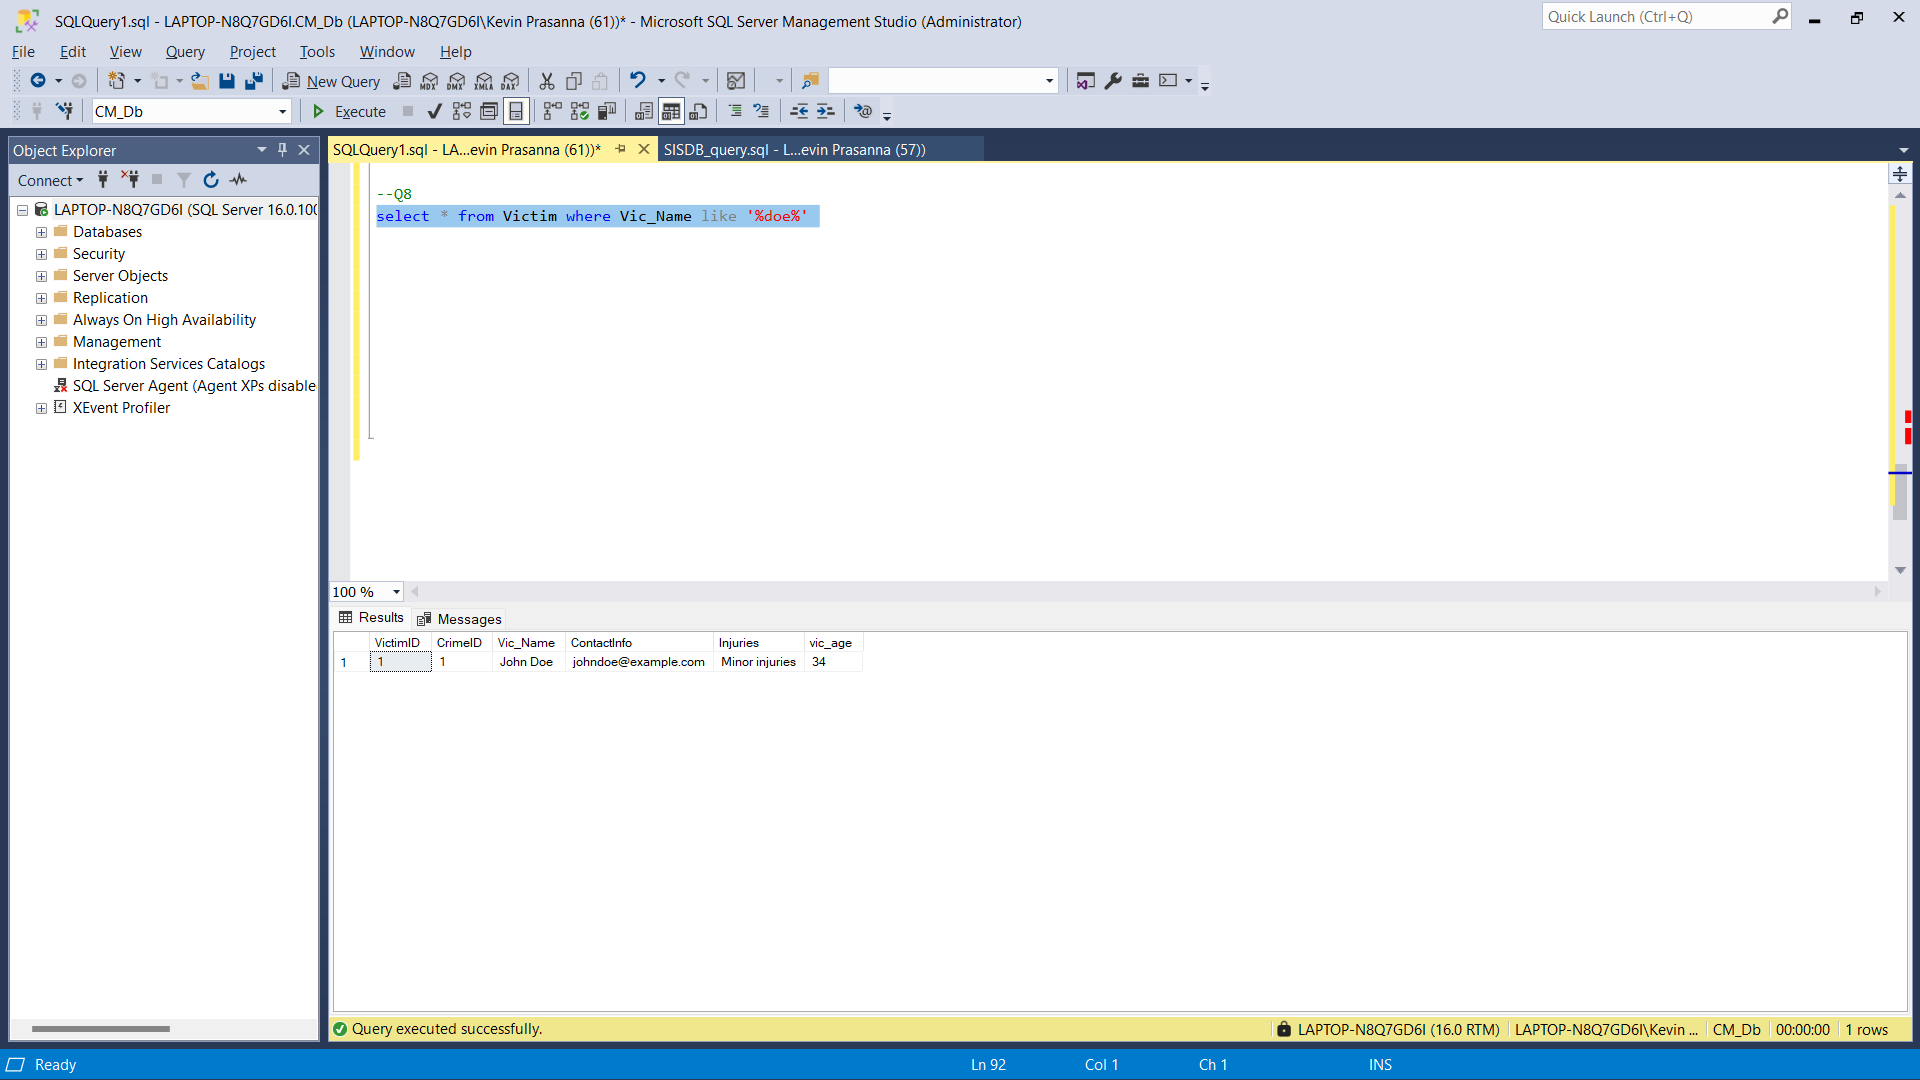 SQLQuery1.sql - LAPTOP-N8Q7GD6I.CM_Db (LAPTOP-N8Q7GD6I\Kevin Prasanna (61))* - Microsoft SQL Server Management Studio (Administrator)
Quick Launch (Ctrl+Q)
File Edit View Query Project Tools Window Help
New Query MDX DMX XMLA DAX
CM_Db Execute
Object Explorer
SQLQuery1.sql - LA...evin Prasanna (61))* SISDB_query.sql - L...evin Prasanna (57))
Connect
LAPTOP-N8Q7GD6I (SQL Server 16.0.100
Databases
Security
Server Objects
Replication
Always On High Availability
Management
Integration Services Catalogs
SQL Server Agent (Agent XPs disable
XEvent Profiler
--Q8
select * from Victim where Vic_Name like '%doe%'
100 %
Results Messages
VictimID CrimeID Vic_Name ContactInfo Injuries vic_age
1 1 1 John Doe johndoe@example.com Minor injuries 34
Query executed successfully. LAPTOP-N8Q7GD6I (16.0 RTM) LAPTOP-N8Q7GD6I\Kevin ... CM_Db 00:00:00 1 rows
Ready Ln 92 Col 1 Ch 1 INS